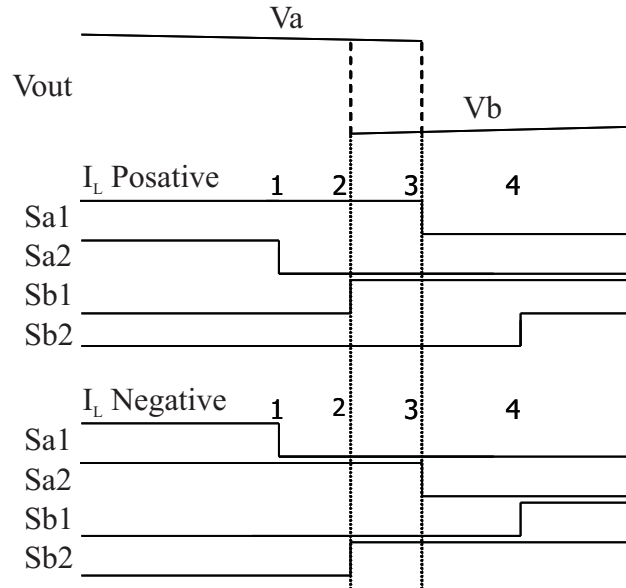 Va
Vout
Vb
I_L Posative 1 2 3 4
Sa1
Sa2
Sb1
Sb2
I_L Negative 1 2 3 4
Sa1
Sa2
Sb1
Sb2